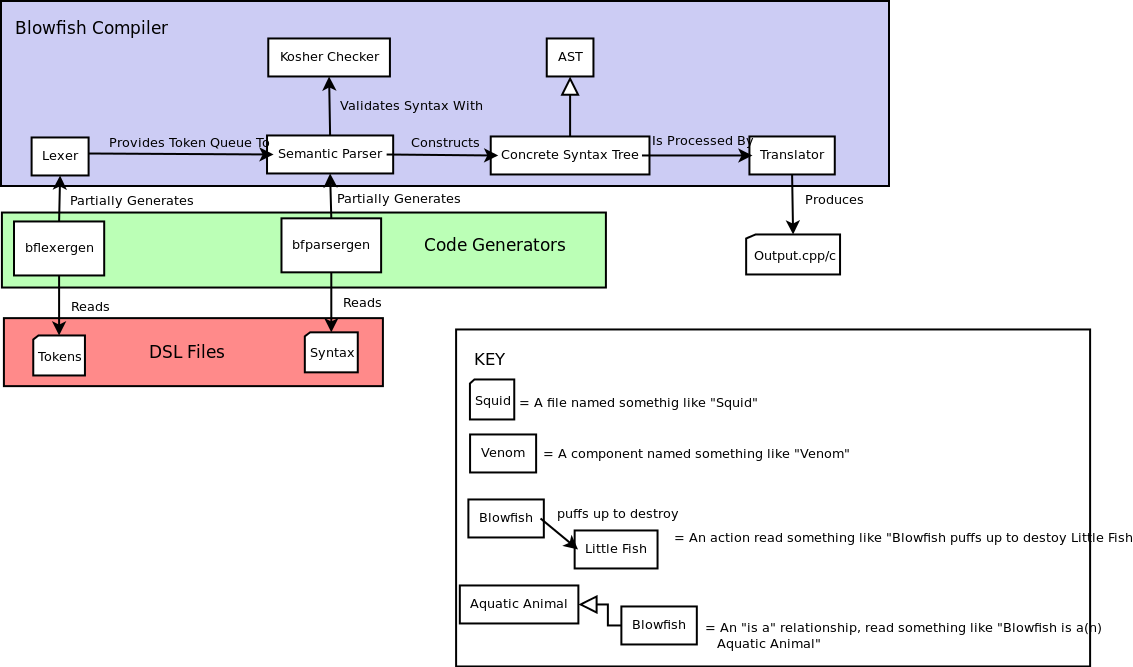 Blowfish Compiler
Kosher Checker
AST
Validates Syntax With
Lexer
Provides Token Queue To
Semantic Parser
Constructs
Concrete Syntax Tree
Is Processed By
Translator
Partially Generates
Partially Generates
Produces
bflexergen
bfparsergen
Code Generators
Output.cpp/c
Reads
Reads
Tokens
DSL Files
Syntax
KEY
Squid
= A file named somethig like "Squid"
Venom
= A component named something like "Venom"
Blowfish
puffs up to destroy
Little Fish
= An action read something like "Blowfish puffs up to destoy Little Fish
Aquatic Animal
Blowfish
= An "is a" relationship, read something like "Blowfish is a(n)
Aquatic Animal"